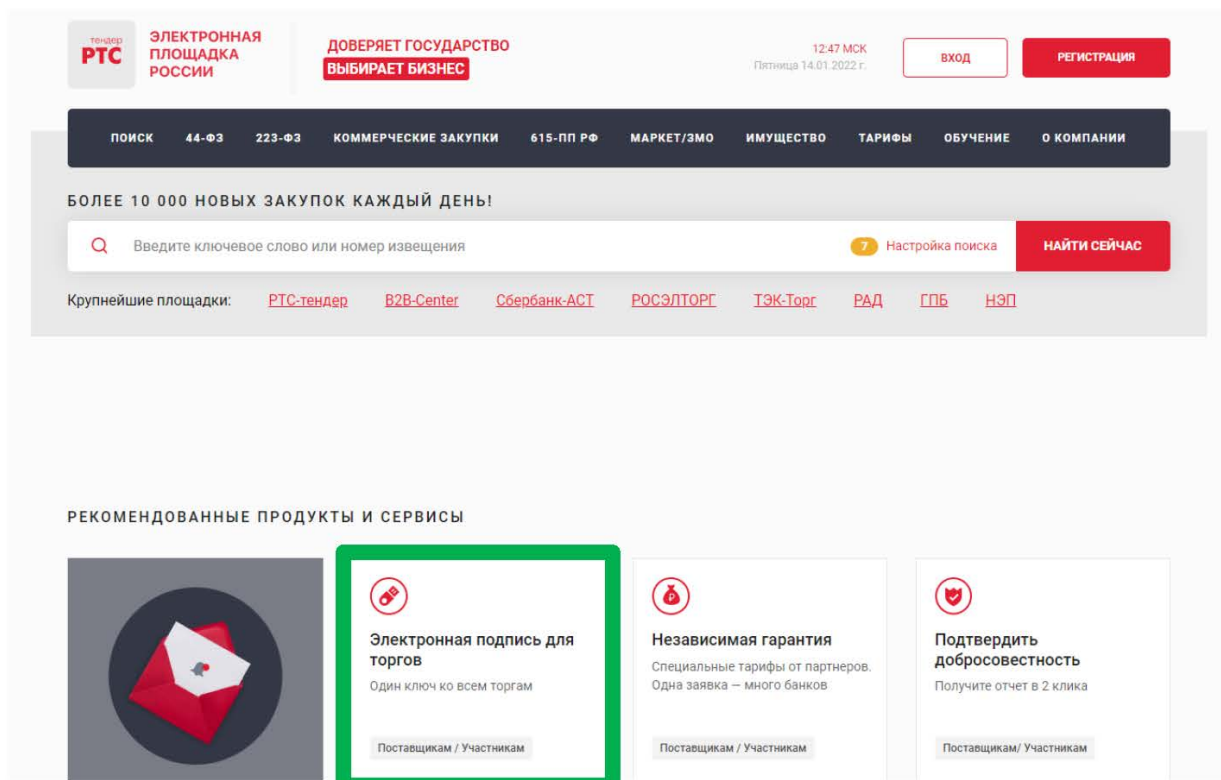 тендер
РТС
ЭЛЕКТРОННАЯ
ПЛОЩАДКА
РОССИИ
ДОВЕРЯЕТ ГОСУДАРСТВО
ВЫБИРАЕТ БИЗНЕС
12:47 МСК
Пятница 14.01.2022 г.
ВХОД
РЕГИСТРАЦИЯ
ПОИСК 44-ФЗ 223-ФЗ КОММЕРЧЕСКИЕ ЗАКУПКИ 615-ПП РФ МАРКЕТ/ЗМО ИМУЩЕСТВО ТАРИФЫ ОБУЧЕНИЕ О КОМПАНИИ
БОЛЕЕ 10 000 НОВЫХ ЗАКУПОК КАЖДЫЙ ДЕНЬ!
Введите ключевое слово или номер извещения
7 Настройка поиска
НАЙТИ СЕЙЧАС
Крупнейшие площадки: РТС-тендер B2B-Center Сбербанк-АСТ РОСЭЛТОРГ ТЭК-Торг РАД ГПБ НЭП
РЕКОМЕНДОВАННЫЕ ПРОДУКТЫ И СЕРВИСЫ
Электронная подпись для
торгов
Один ключ ко всем торгам
Поставщикам / Участникам
Независимая гарантия
Специальные тарифы от партнеров.
Одна заявка — много банков
Поставщикам / Участникам
Подтвердить
добросовестность
Получите отчет в 2 клика
Поставщикам/ Участникам